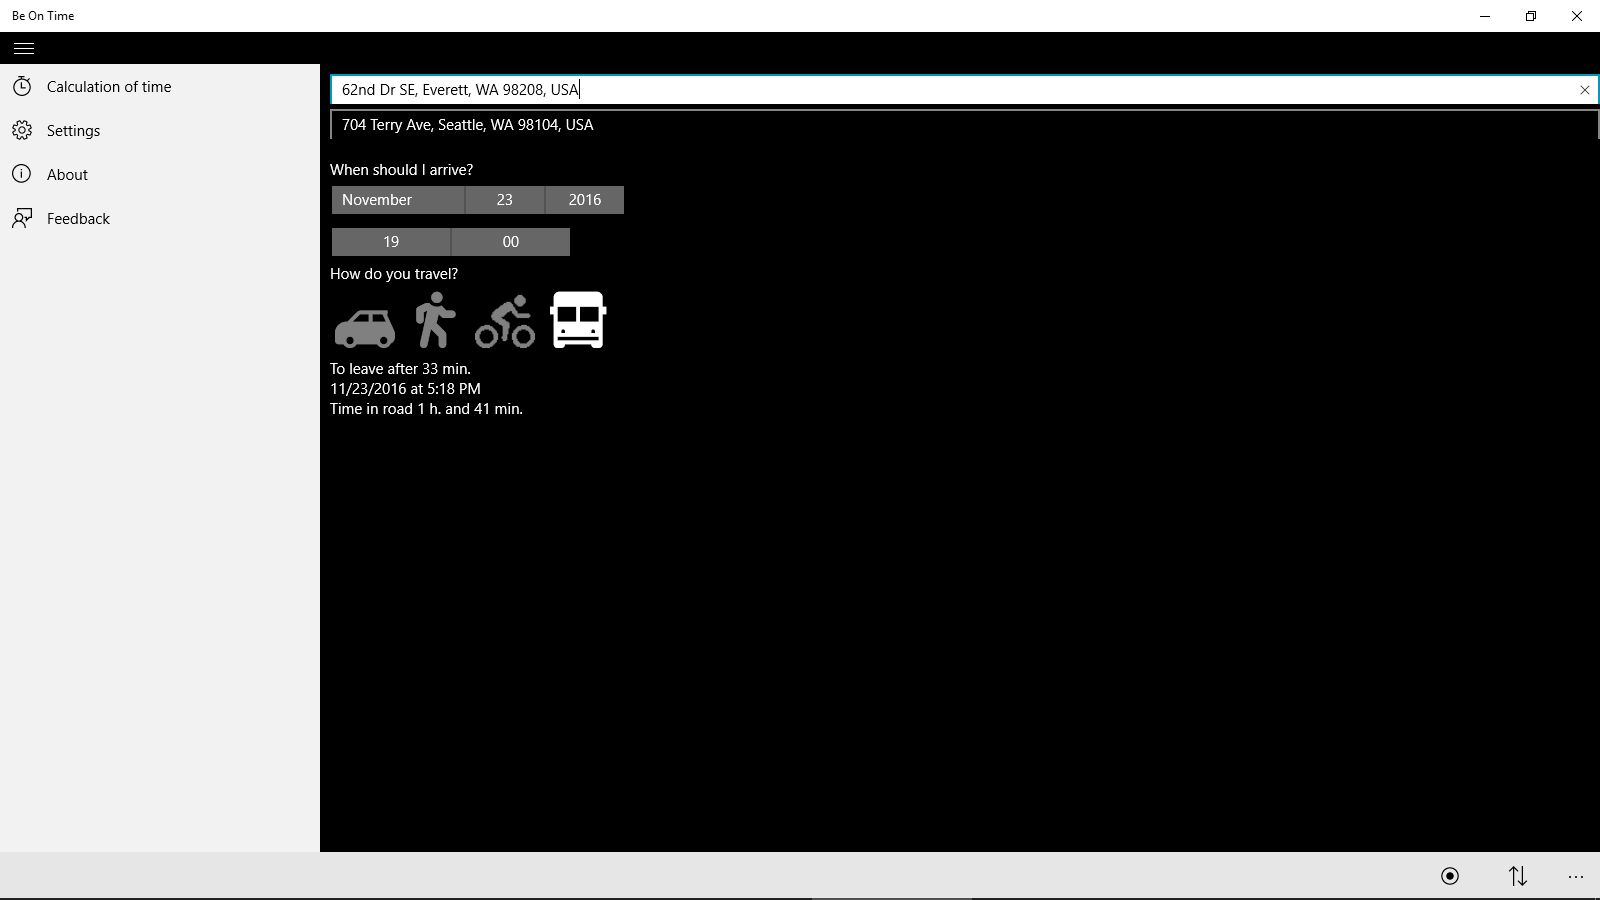 Be On Time
Calculation of time
Settings
About
Feedback
62nd Dr SE, Everett, WA 98208, USA
704 Terry Ave, Seattle, WA 98104, USA
When should I arrive?
November 23 2016
19 00
How do you travel?
To leave after 33 min.
11/23/2016 at 5:18 PM
Time in road 1 h. and 41 min.